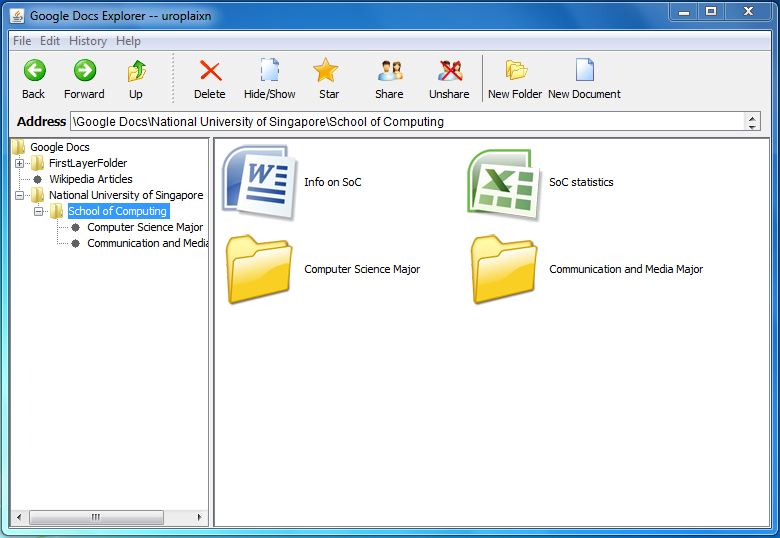 Google Docs Explorer -- uroplaixn
File Edit History Help
Back Forward Up Delete Hide/Show Star Share Unshare New Folder New Document
Address \Google Docs\National University of Singapore\School of Computing
Google Docs
FirstLayerFolder
Wikipedia Articles
National University of Singapore
School of Computing
Computer Science Major
Communication and Media
Info on SoC SoC statistics
Computer Science Major Communication and Media Major